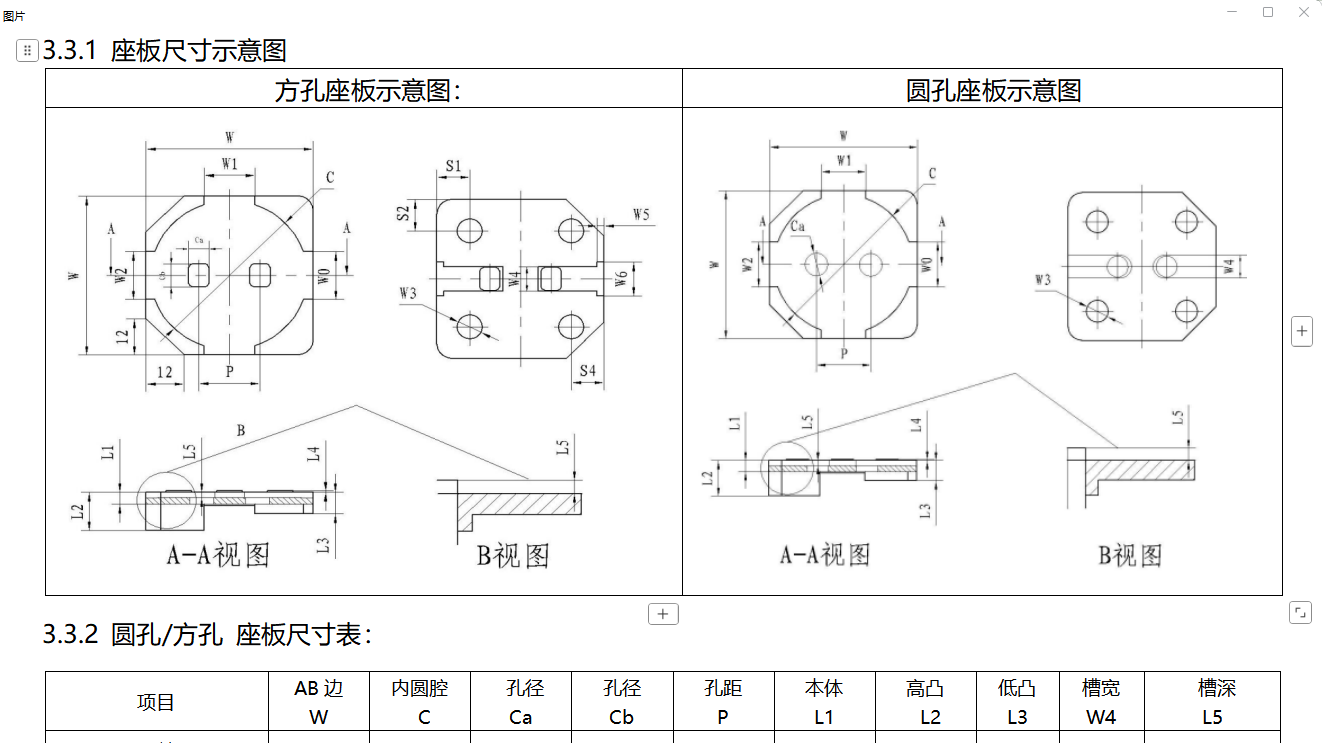 图片
3.3.1 座板尺寸示意图
方孔座板示意图：
圆孔座板示意图
W
W1
C
A
A
W
W2
Ca
Cb
W0
12
12
P
S1
S2
W5
W4
W6
W3
S4
B
L1
L5
L4
L2
L3
A-A视图
L5
B视图
W
W1
C
A
A
Ca
W
W2
W0
P
W4
W3
L1
L5
L4
L2
L3
A-A视图
L5
B视图
3.3.2 圆孔/方孔 座板尺寸表：
项目
AB 边
W
内圆腔
C
孔径
Ca
孔径
Cb
孔距
P
本体
L1
高凸
L2
低凸
L3
槽宽
W4
槽深
L5